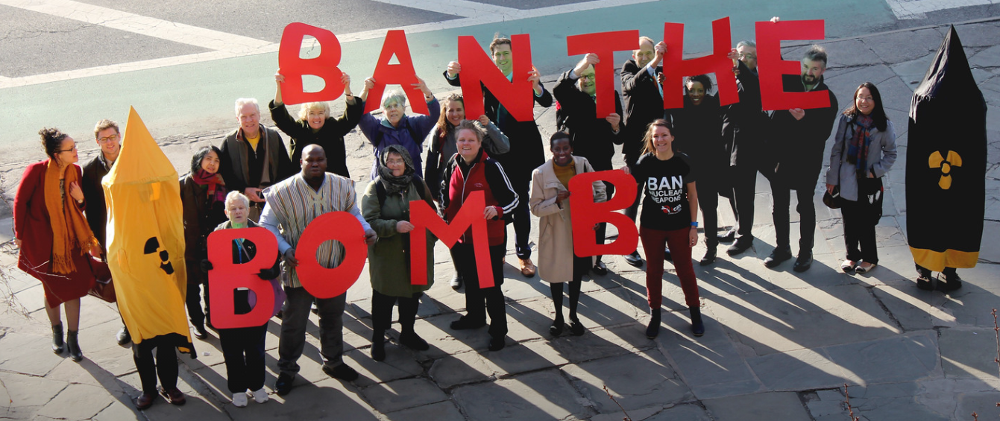 BAN THE
BOMB
BAN
NUCLEAR
WEAPONS